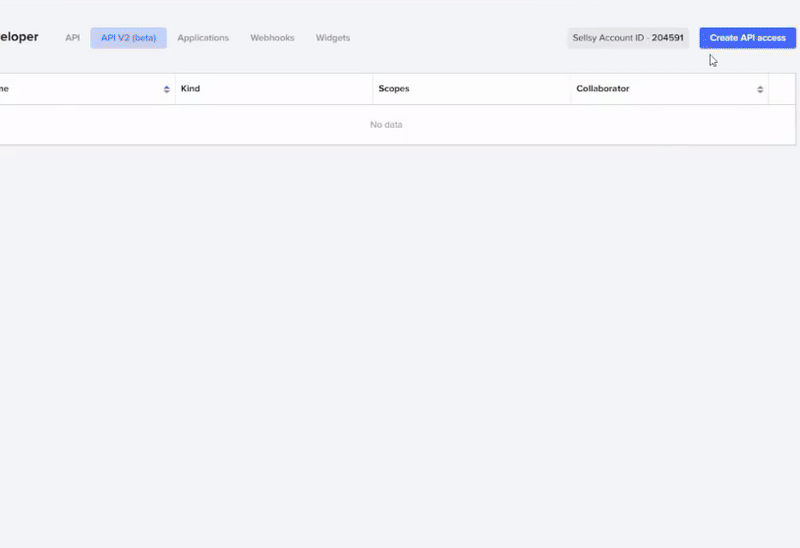 eloper API API V2 (beta) Applications Webhooks Widgets Sellsy Account ID - 204591 Create API access
me Kind Scopes Collaborator
No data